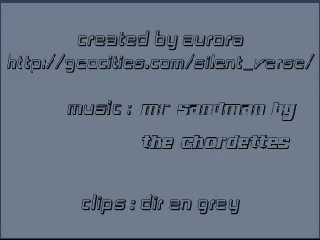 created by aurora
http://geocities.com/silent_verse/
music : mr sandman by
the chordettes
clips : dir en grey